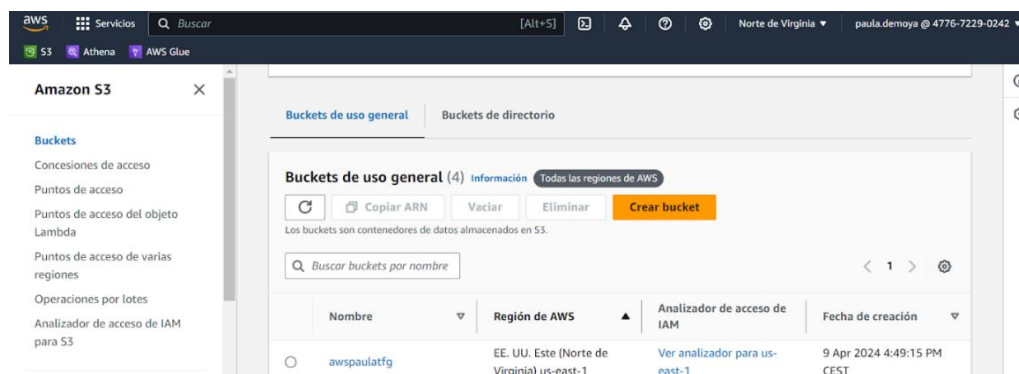 aws Servicios Buscar [Alt+S] Norte de Virginia paula.demoya @ 4776-7229-0242
S3 Athena AWS Glue
Amazon S3
Buckets
Concesiones de acceso
Puntos de acceso
Puntos de acceso del objeto
Lambda
Puntos de acceso de varias
regiones
Operaciones por lotes
Analizador de acceso de IAM
para S3
Buckets de uso general Buckets de directorio
Buckets de uso general (4) Información Todas las regiones de AWS
Copiar ARN Vaciar Eliminar Crear bucket
Los buckets son contenedores de datos almacenados en S3.
Buscar buckets por nombre 1
Nombre Región de AWS Analizador de acceso de
IAM Fecha de creación
awspaulatfg EE. UU. Este (Norte de
Virginia) us-east-1 Ver analizador para us-
east-1 9 Apr 2024 4:49:15 PM
CEST